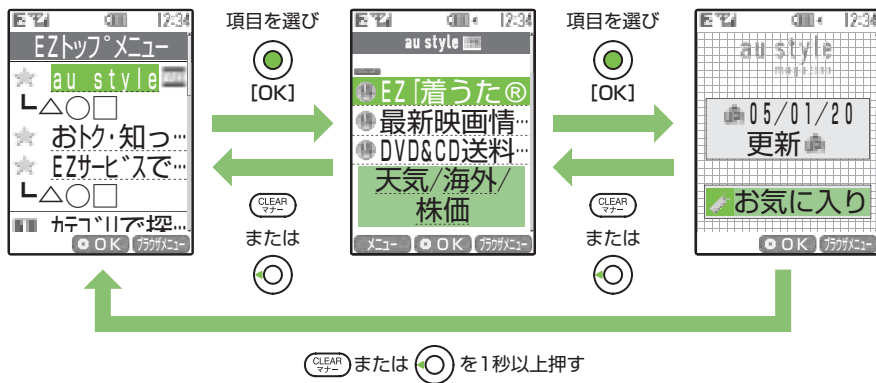 12:34
EZトップメニュー
au style
┗△○□
おトク・知っ…
EZサービスで…
┗△○□
カテゴリで探…
OK ブラウザメニュー
項目を選び
[OK]
CLEAR
マナー
または
12:34
au style
EZ「着うた®
最新映画情…
DVD&CD送料…
天気/海外/
株価
メニュー OK ブラウザメニュー
項目を選び
[OK]
CLEAR
マナー
または
12:34
au style
magazine
05/01/20
更新
お気に入り
OK ブラウザメニュー
CLEAR
マナー または を1秒以上押す